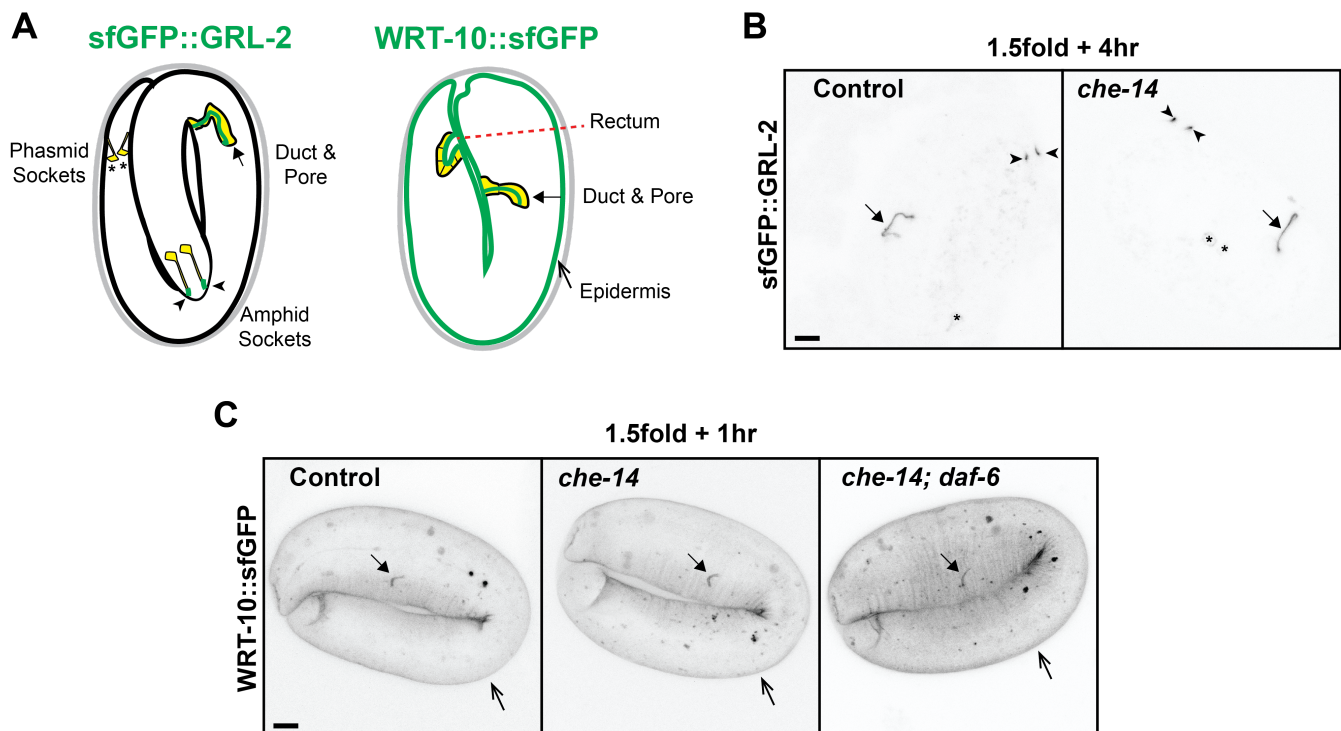 A
sfGFP::GRL-2
WRT-10::sfGFP
Phasmid
Sockets
* *
Duct &
Pore
Amphid
Sockets
Rectum
Duct & Pore
Epidermis
B
1.5fold + 4hr
sfGFP::GRL-2
Control
*
che-14
* *
C
1.5fold + 1hr
WRT-10::sfGFP
Control
che-14
che-14; daf-6